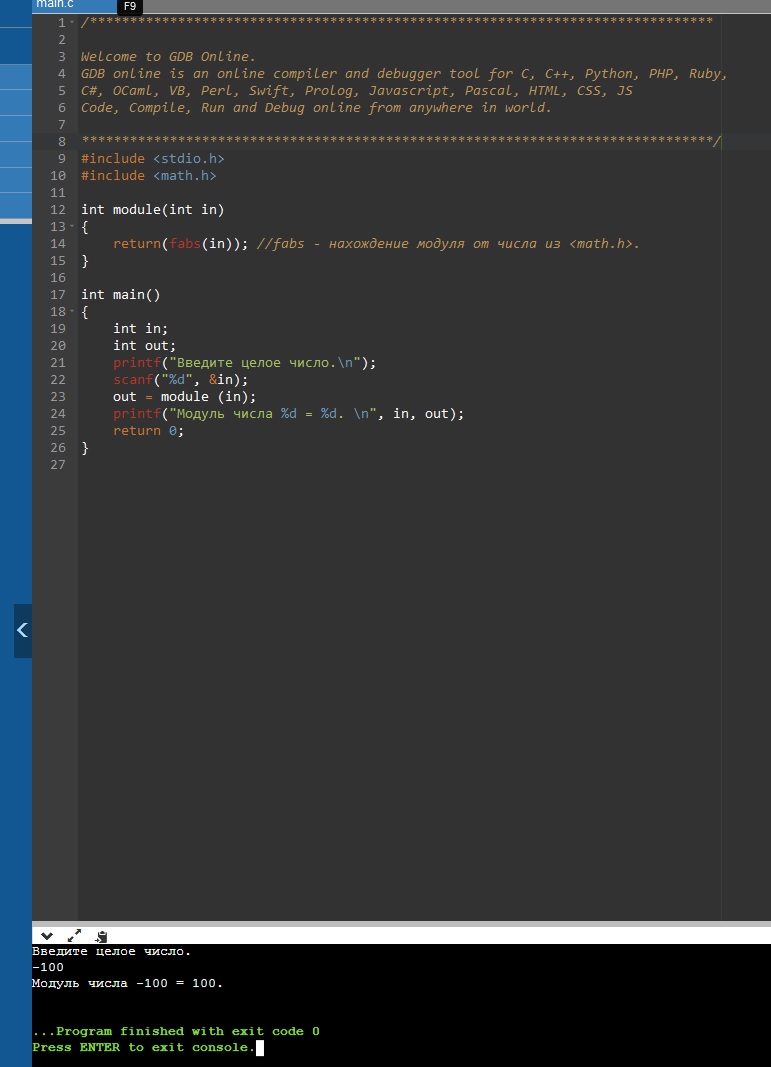 main.c
F9
1 /******************************************************************************
2
3 Welcome to GDB Online.
4 GDB online is an online compiler and debugger tool for C, C++, Python, PHP, Ruby,
5 C#, OCaml, VB, Perl, Swift, Prolog, Javascript, Pascal, HTML, CSS, JS
6 Code, Compile, Run and Debug online from anywhere in world.
7
8 *******************************************************************************/
9 #include <stdio.h>
10 #include <math.h>
11
12 int module(int in)
13 {
14     return(fabs(in)); //fabs - нахождение модуля от числа из <math.h>.
15 }
16
17 int main()
18 {
19     int in;
20     int out;
21     printf("Введите целое число.\n");
22     scanf("%d", &in);
23     out = module (in);
24     printf("Модуль числа %d = %d. \n", in, out);
25     return 0;
26 }
27
Введите целое число.
-100
Модуль числа -100 = 100.
...Program finished with exit code 0
Press ENTER to exit console.